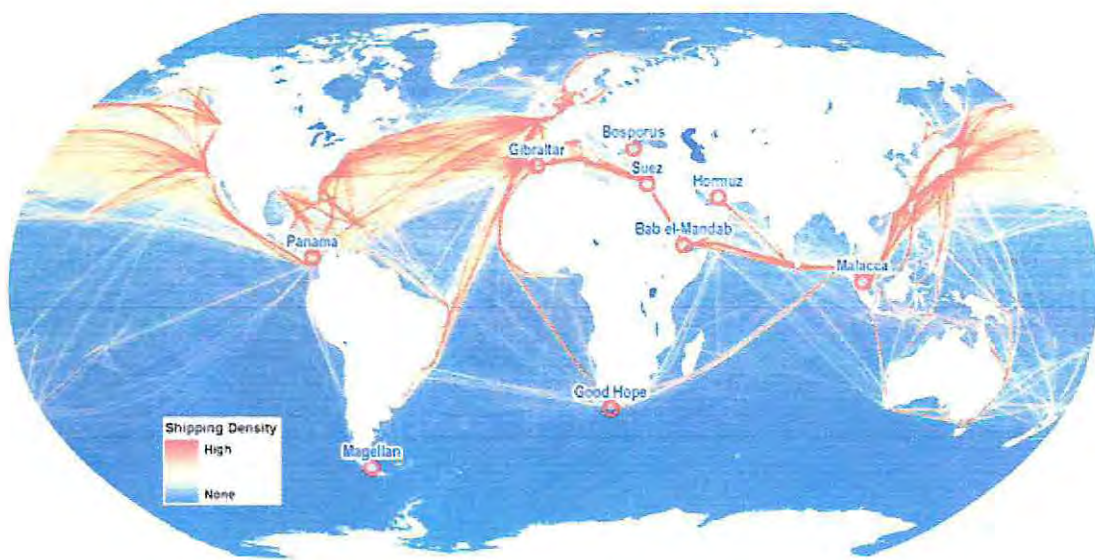 Bosporus
Gibraltar
Suez
Hormuz
Bab el-Mandab
Panama
Malacca
Good Hope
Magellan
Shipping Density
High
None